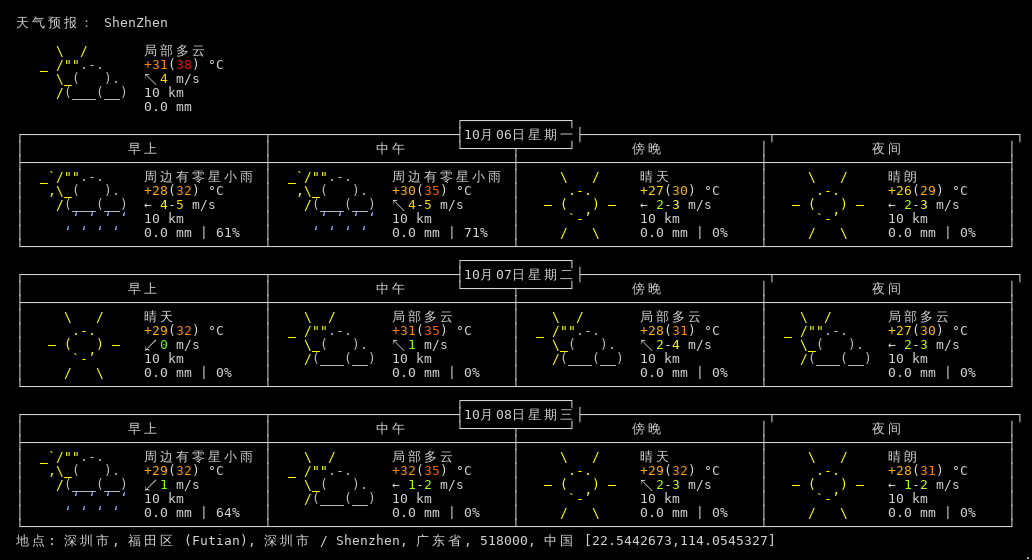 天气预报： ShenZhen
局部多云
+31(38) °C
↖4 m/s
10 km
0.0 mm
10月06日星期一
早上 中午 傍晚 夜间
周边有零星小雨 周边有零星小雨 晴天 晴朗
+28(32) °C +30(35) °C +27(30) °C +26(29) °C
← 4-5 m/s ↖4-5 m/s ← 2-3 m/s ← 2-3 m/s
10 km 10 km 10 km 10 km
0.0 mm | 61% 0.0 mm | 71% 0.0 mm | 0% 0.0 mm | 0%
10月07日星期二
早上 中午 傍晚 夜间
晴天 局部多云 局部多云 局部多云
+29(32) °C +31(35) °C +28(31) °C +27(30) °C
↙0 m/s ↖1 m/s ↖2-4 m/s ← 2-3 m/s
10 km 10 km 10 km 10 km
0.0 mm | 0% 0.0 mm | 0% 0.0 mm | 0% 0.0 mm | 0%
10月08日星期三
早上 中午 傍晚 夜间
周边有零星小雨 局部多云 晴天 晴朗
+29(32) °C +32(35) °C +29(32) °C +28(31) °C
↙1 m/s ← 1-2 m/s ↖2-3 m/s ← 1-2 m/s
10 km 10 km 10 km 10 km
0.0 mm | 64% 0.0 mm | 0% 0.0 mm | 0% 0.0 mm | 0%
地点: 深圳市, 福田区 (Futian), 深圳市 / Shenzhen, 广东省, 518000, 中国 [22.5442673,114.0545327]